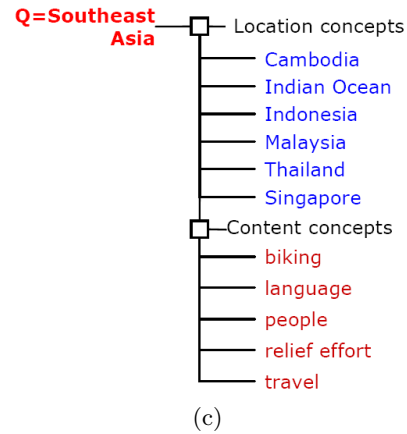 Q=Southeast
Asia
Location concepts
Cambodia
Indian Ocean
Indonesia
Malaysia
Thailand
Singapore
Content concepts
biking
language
people
relief effort
travel
(c)